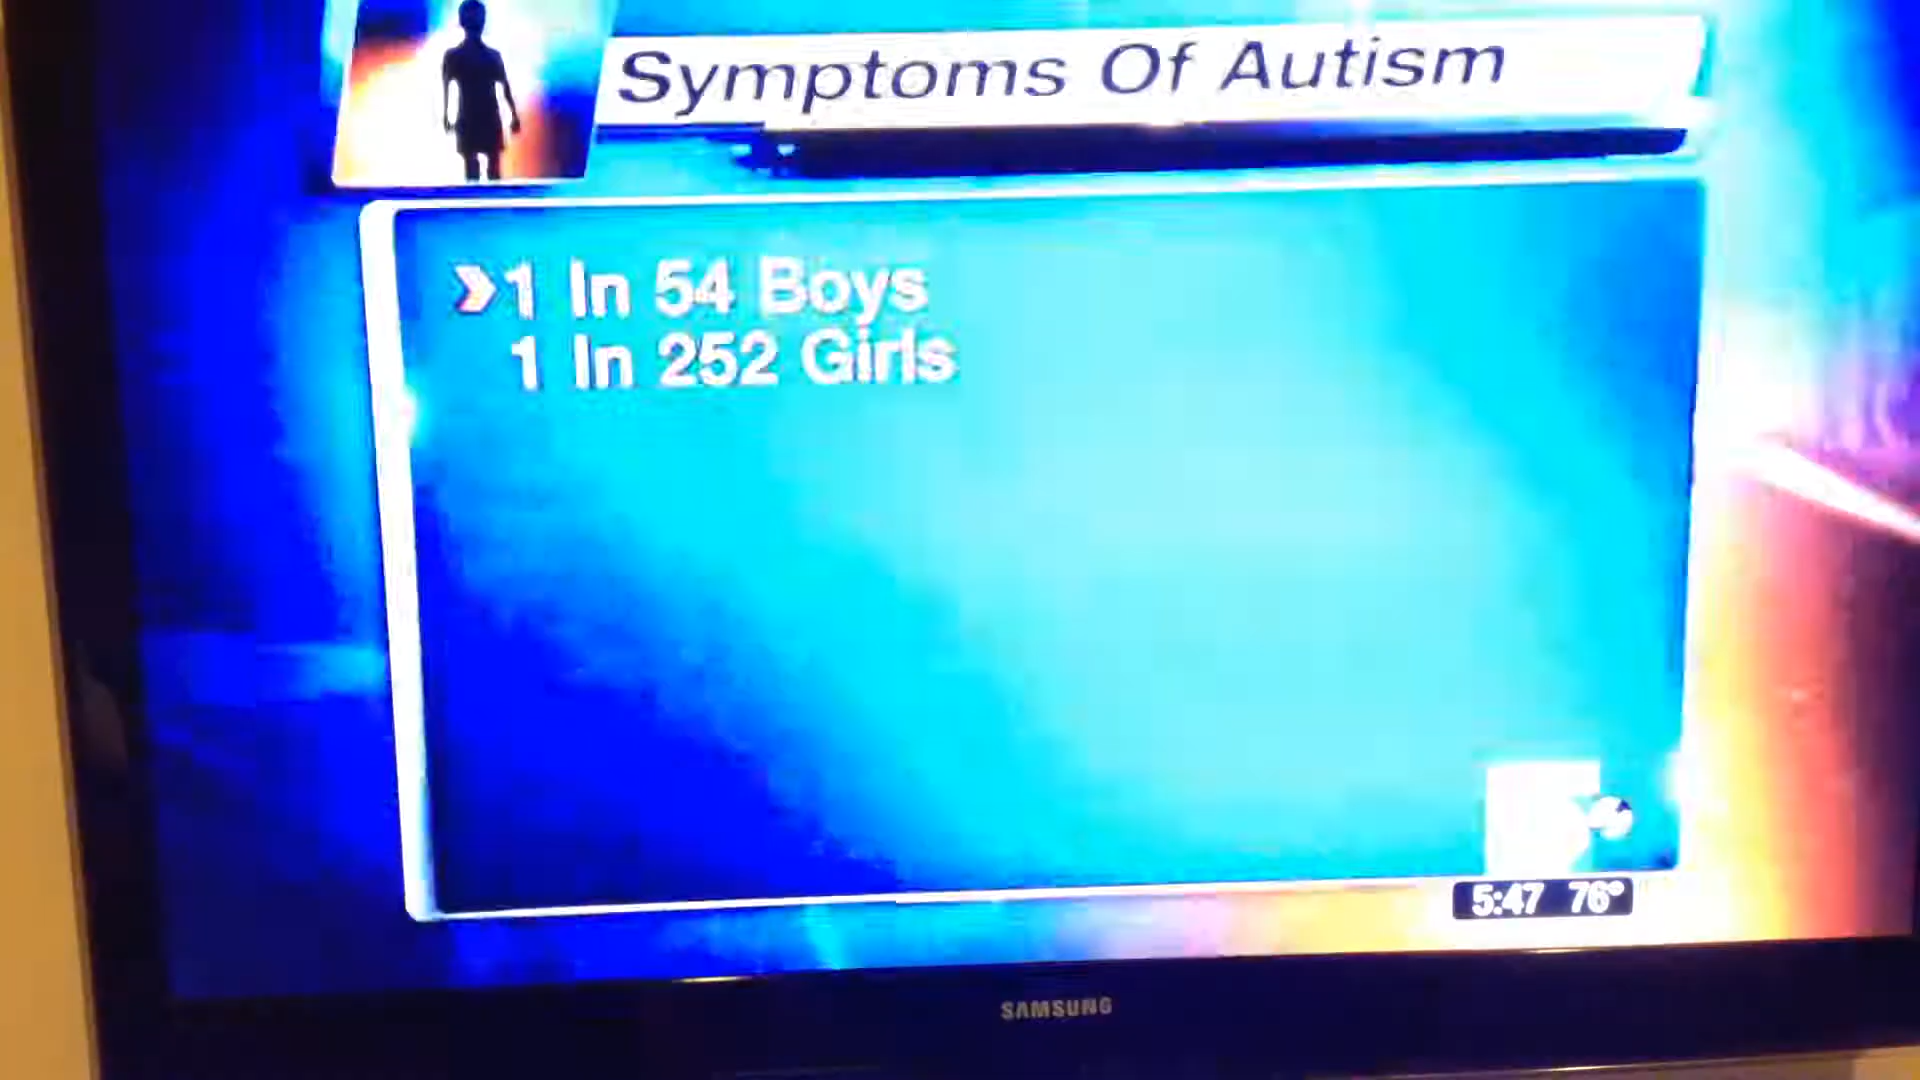 Symptoms Of Autism
1 In 54 Boys
1 In 252 Girls
5:47 76°
SAMSUNG